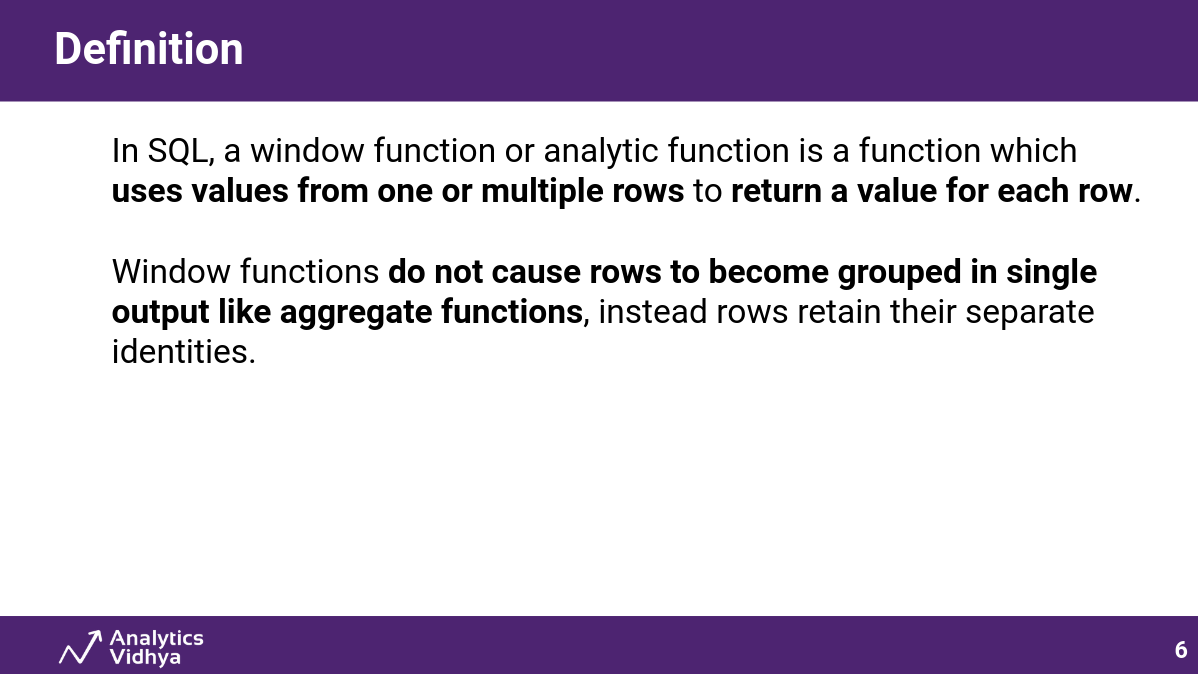 Definition
In SQL, a window function or analytic function is a function which
uses values from one or multiple rows to return a value for each row.
Window functions do not cause rows to become grouped in single
output like aggregate functions, instead rows retain their separate
identities.
Analytics
Vidhya
6